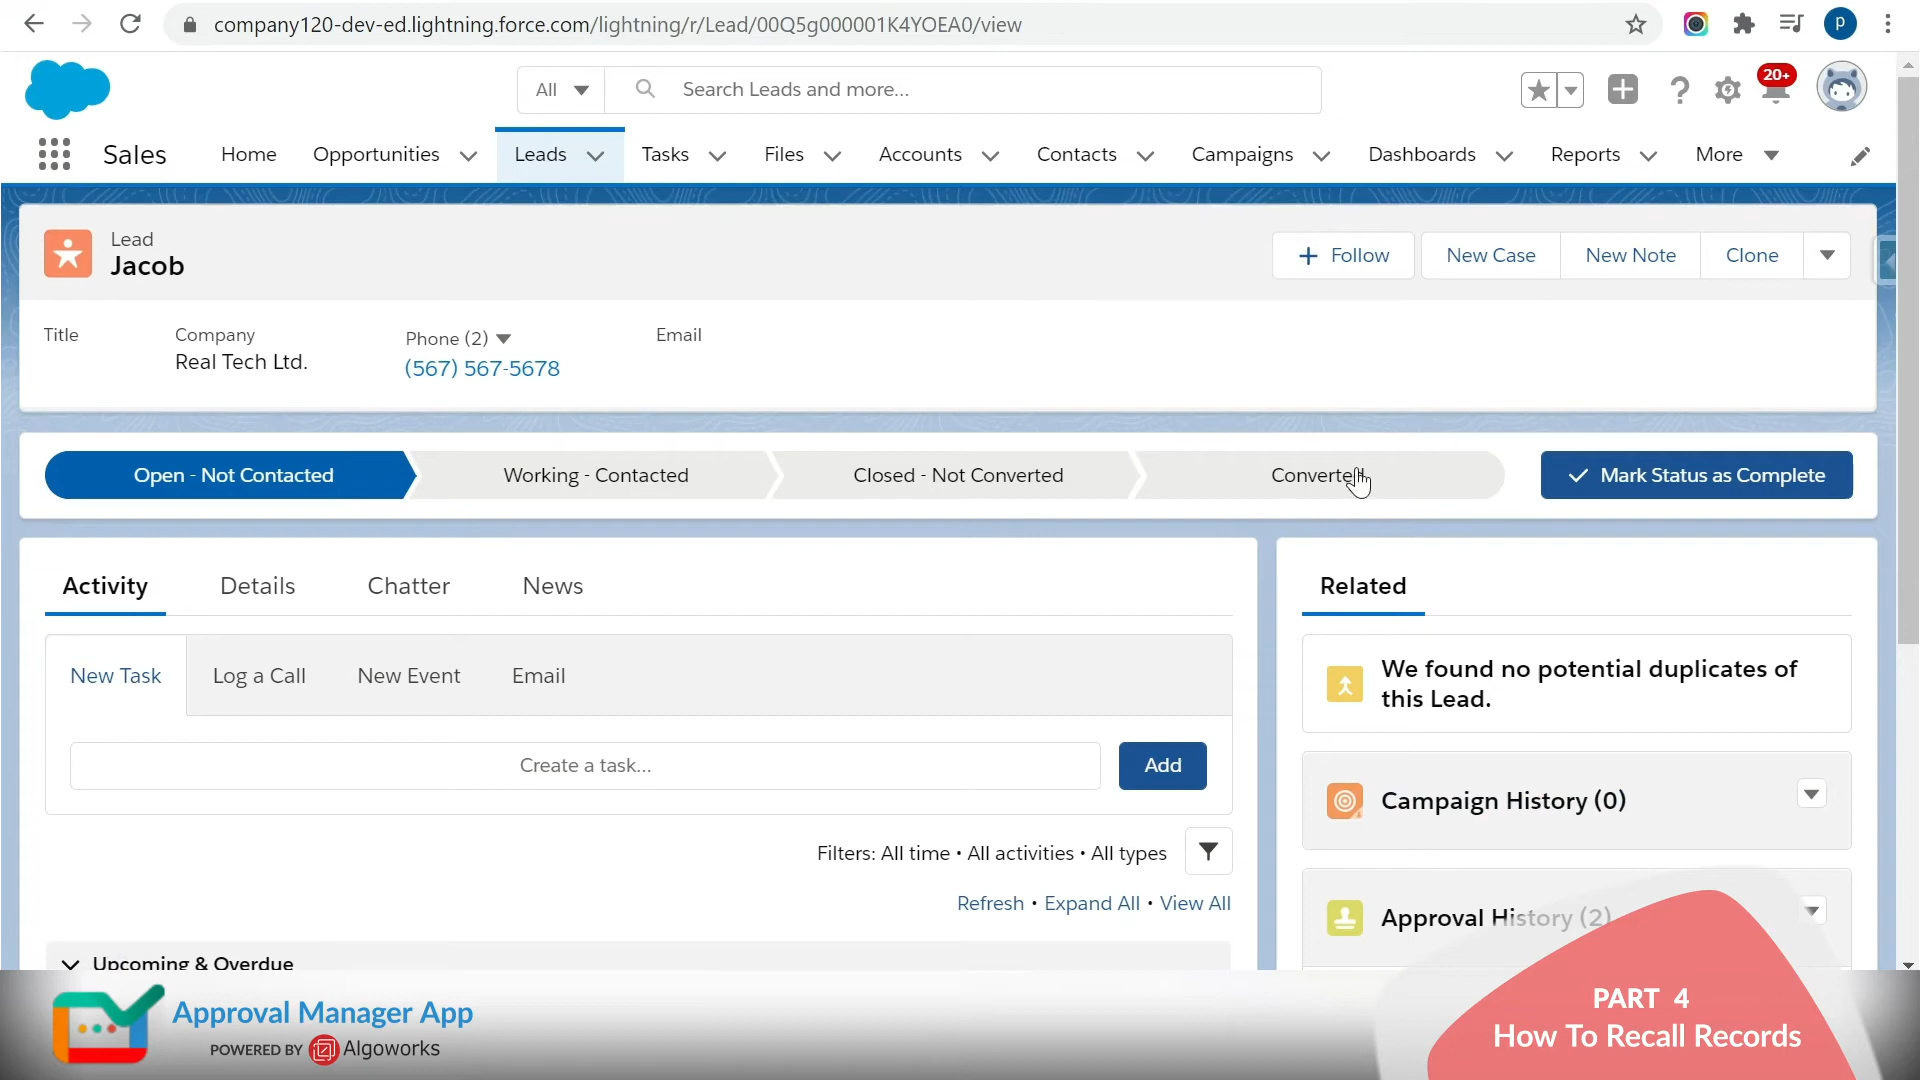 company120-dev-ed.lightning.force.com/lightning/r/Lead/00Q5g000001K4YOEA0/view
p
All
Search Leads and more...
20+
Sales
Home
Opportunities
Leads
Tasks
Files
Accounts
Contacts
Campaigns
Dashboards
Reports
More
Lead
Jacob
Follow
New Case
New Note
Clone
Title
Company
Phone (2)
Email
Real Tech Ltd.
(567) 567-5678
Open - Not Contacted
Working - Contacted
Closed - Not Converted
Converted
Mark Status as Complete
Activity
Details
Chatter
News
New Task
Log a Call
New Event
Email
Create a task...
Add
Filters: All time • All activities • All types
Refresh • Expand All • View All
Upcoming & Overdue
Related
We found no potential duplicates of
this Lead.
Campaign History (0)
Approval History (2)
Approval Manager App
POWERED BY Algoworks
PART 4
How To Recall Records